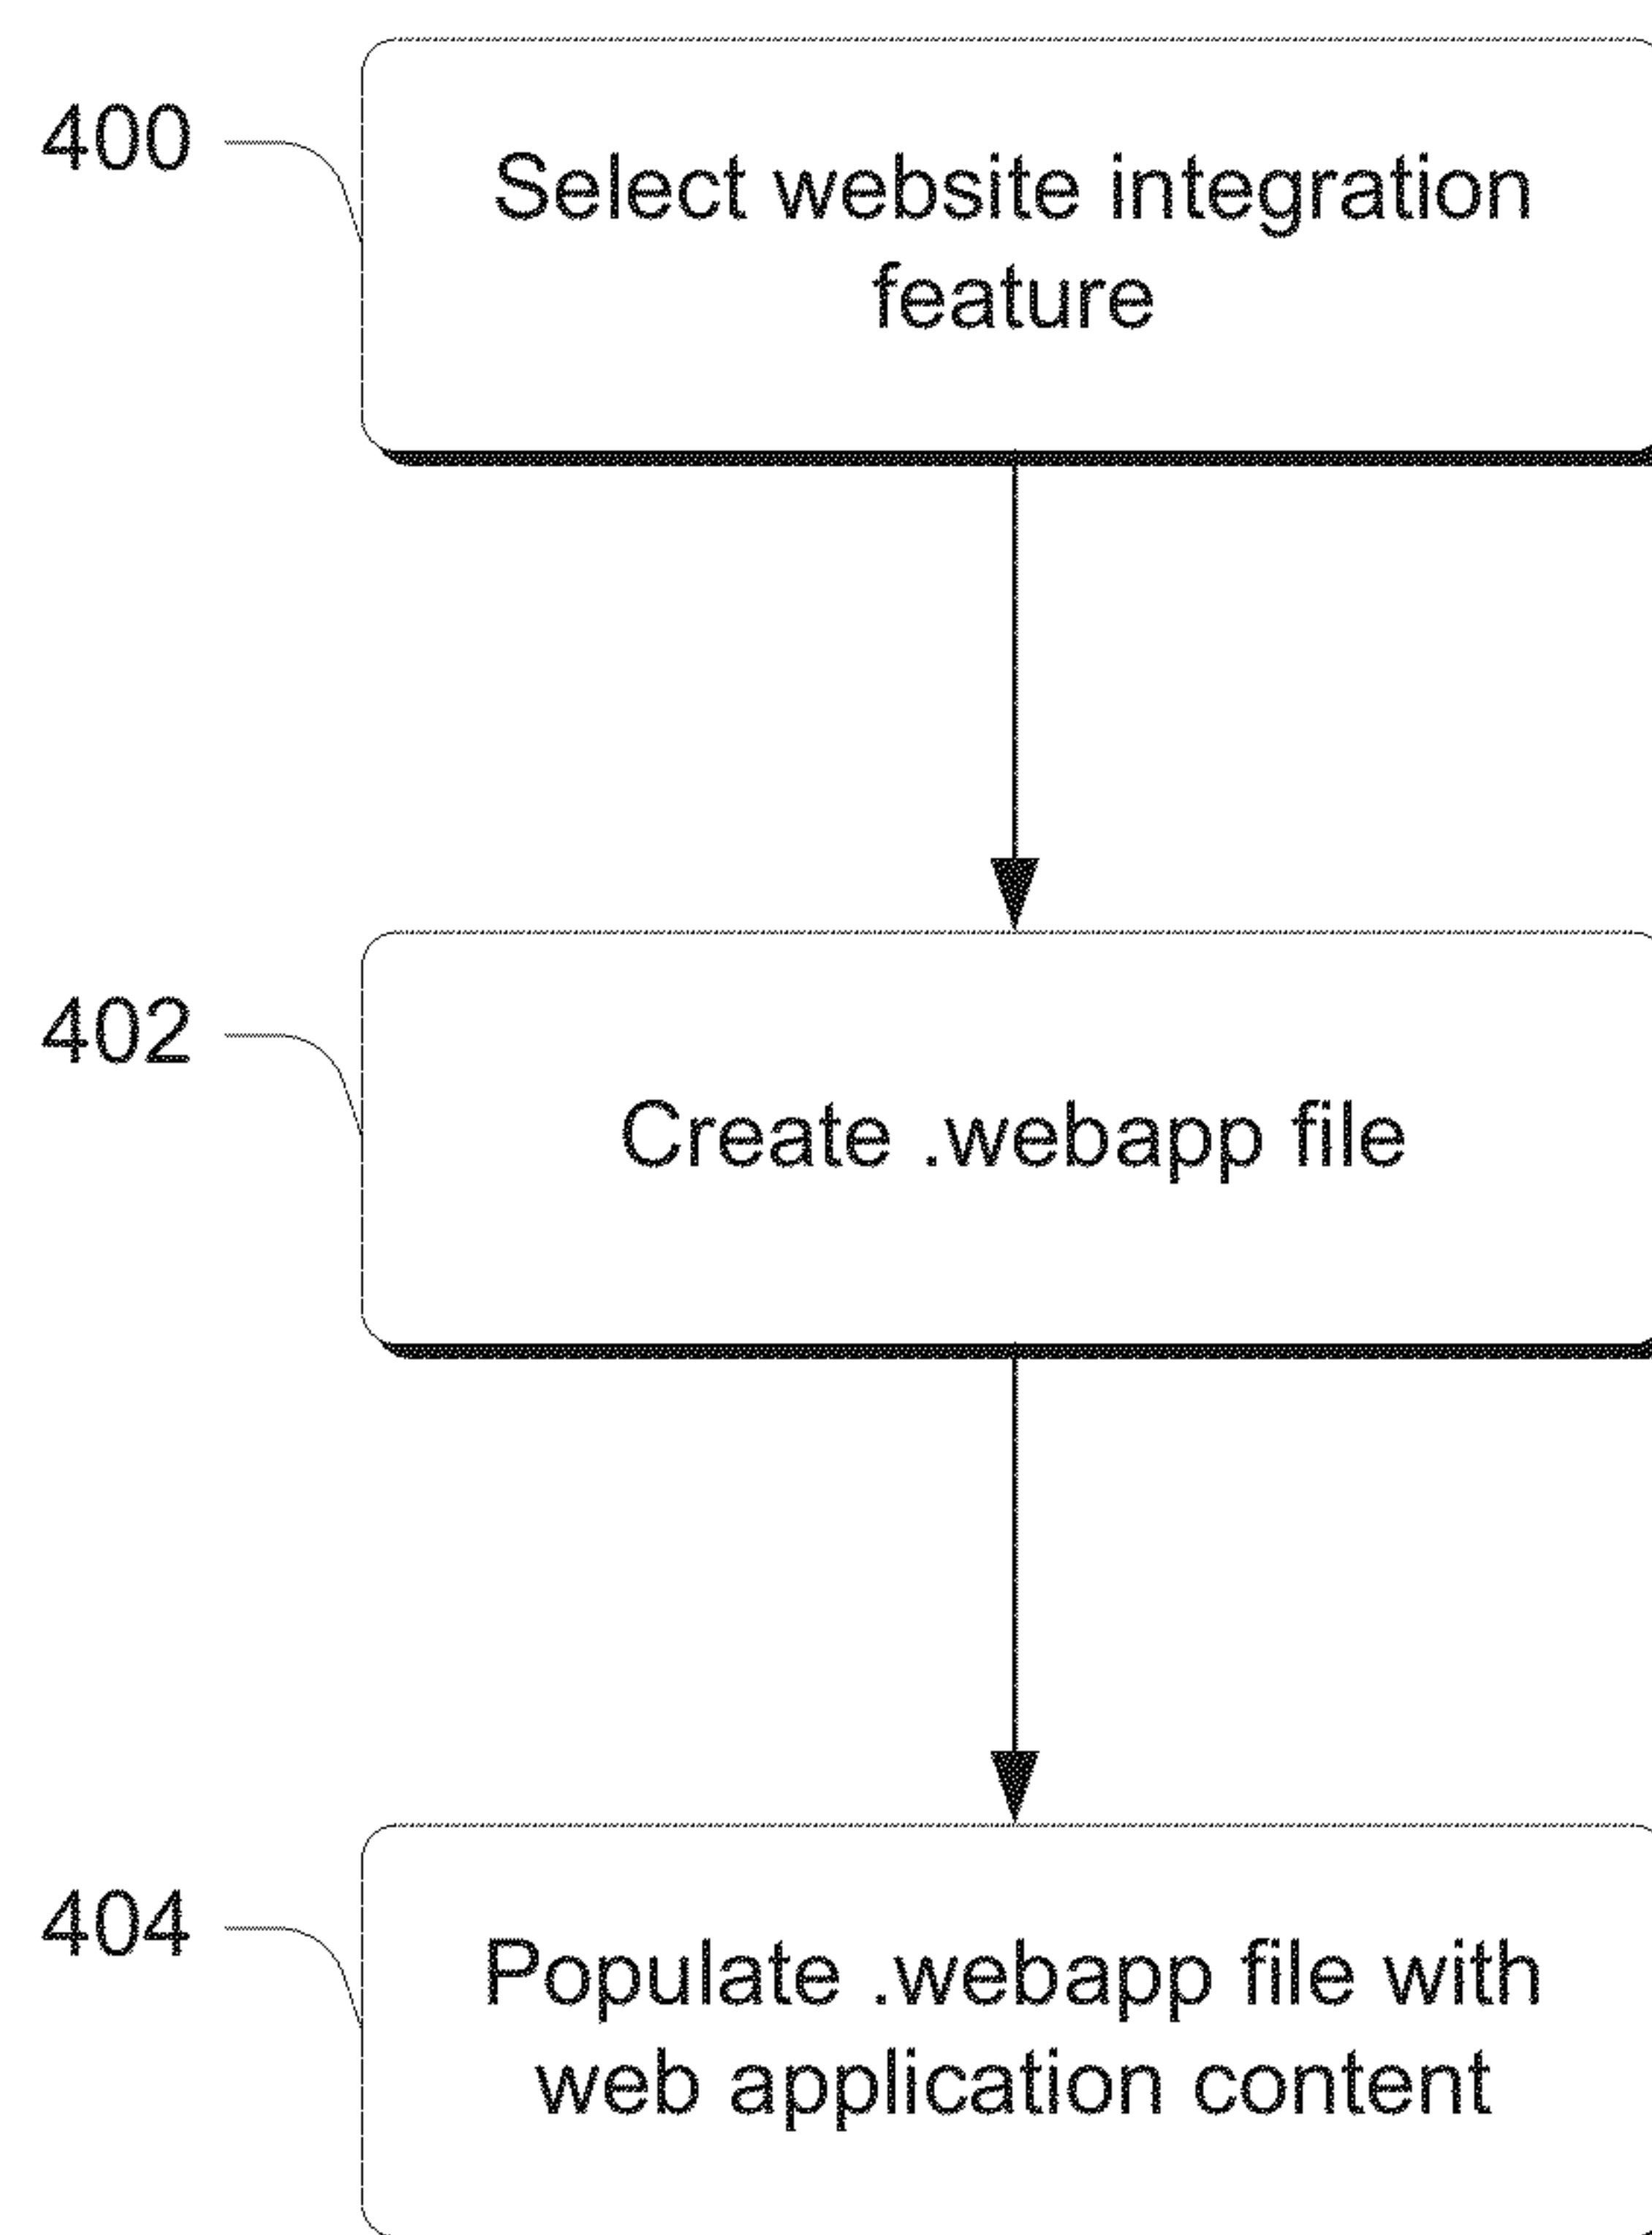 400
Select website integration
feature
402
Create .webapp file
404
Populate .webapp file with
web application content